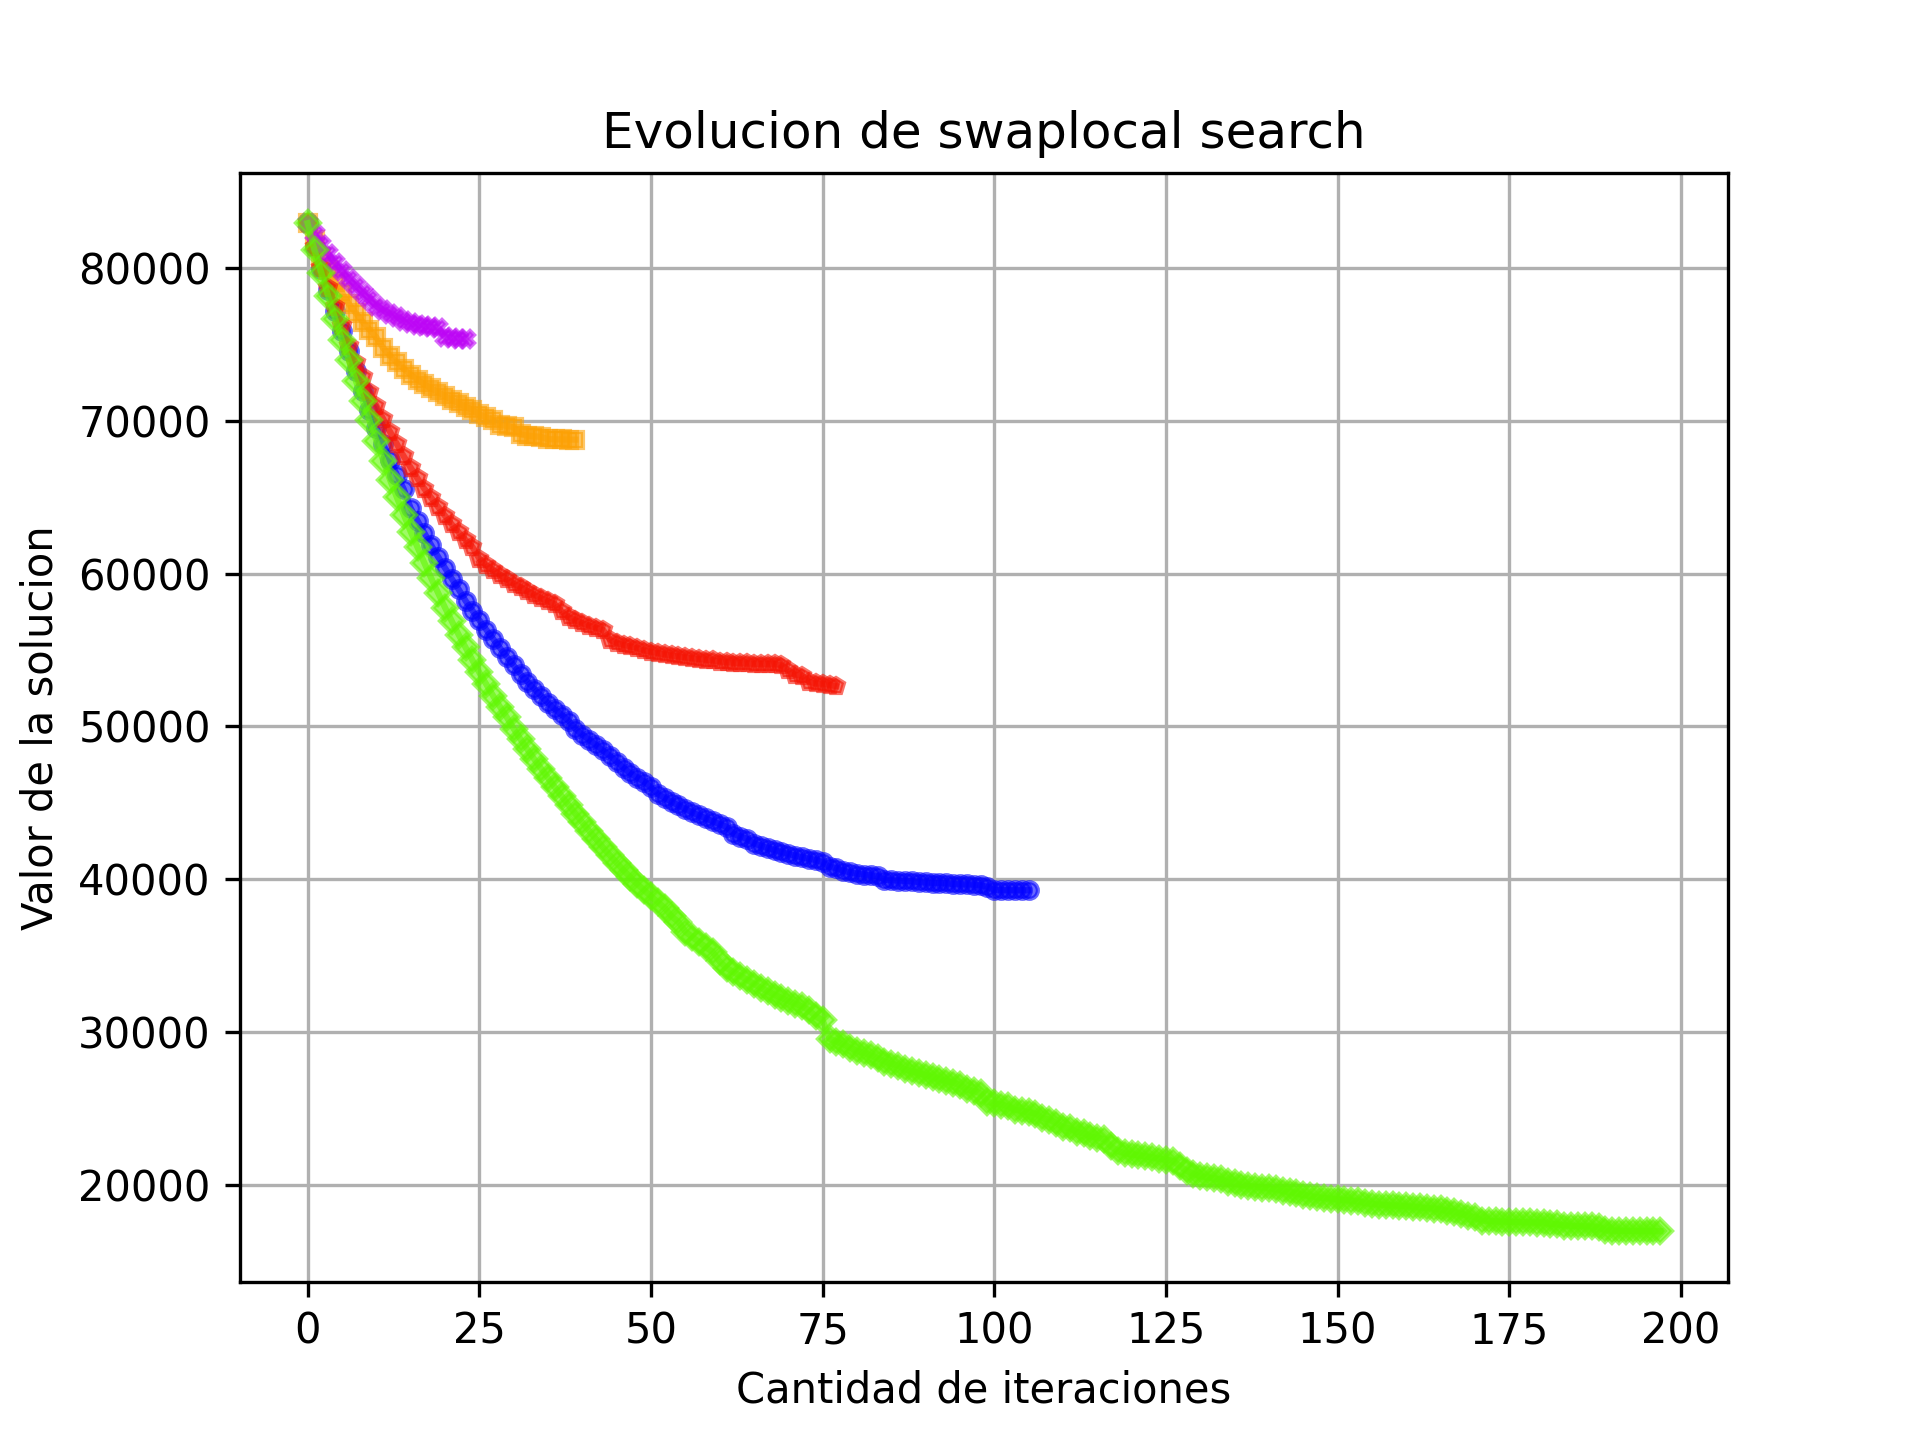 Evolucion de swaplocal search
Valor de la solucion
80000
70000
60000
50000
40000
30000
20000
0 25 50 75 100 125 150 175 200
Cantidad de iteraciones